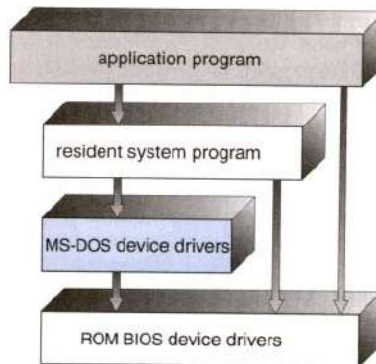 application program
resident system program
MS-DOS device drivers
ROM BIOS device drivers